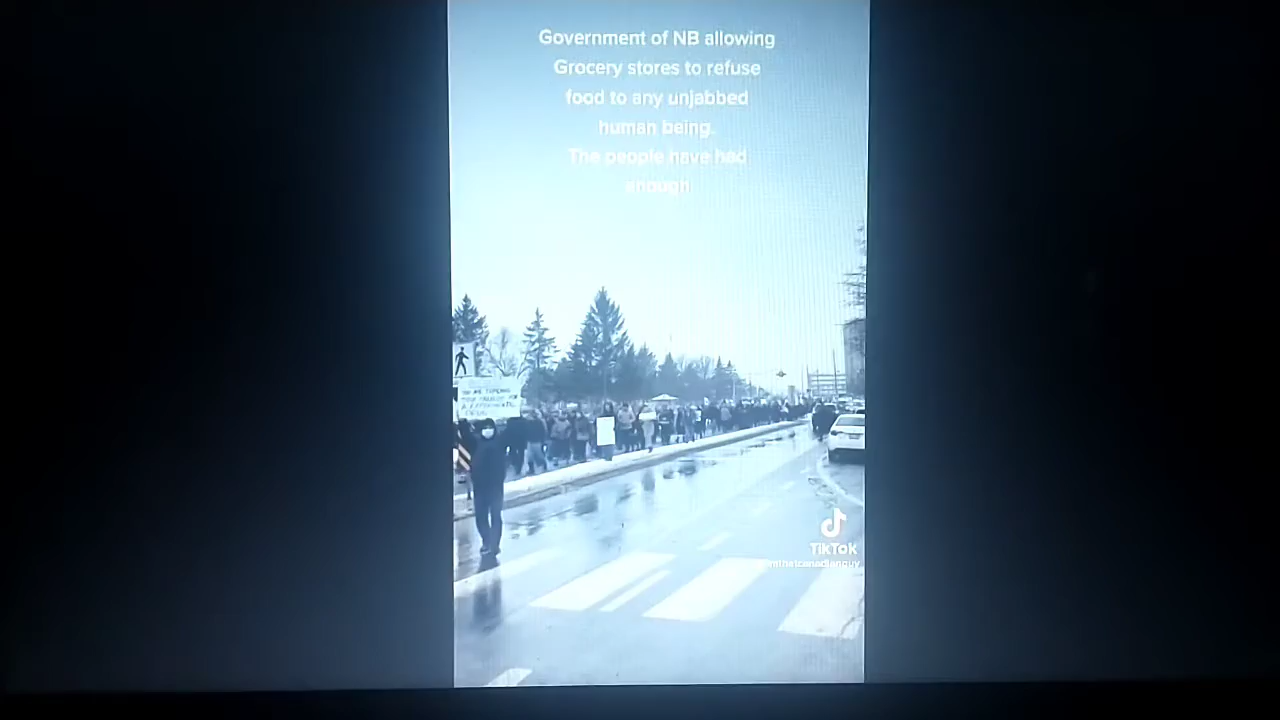 Government of NB allowing
Grocery stores to refuse
food to any unjabbed
human being.
The people have had
enough
TikTok